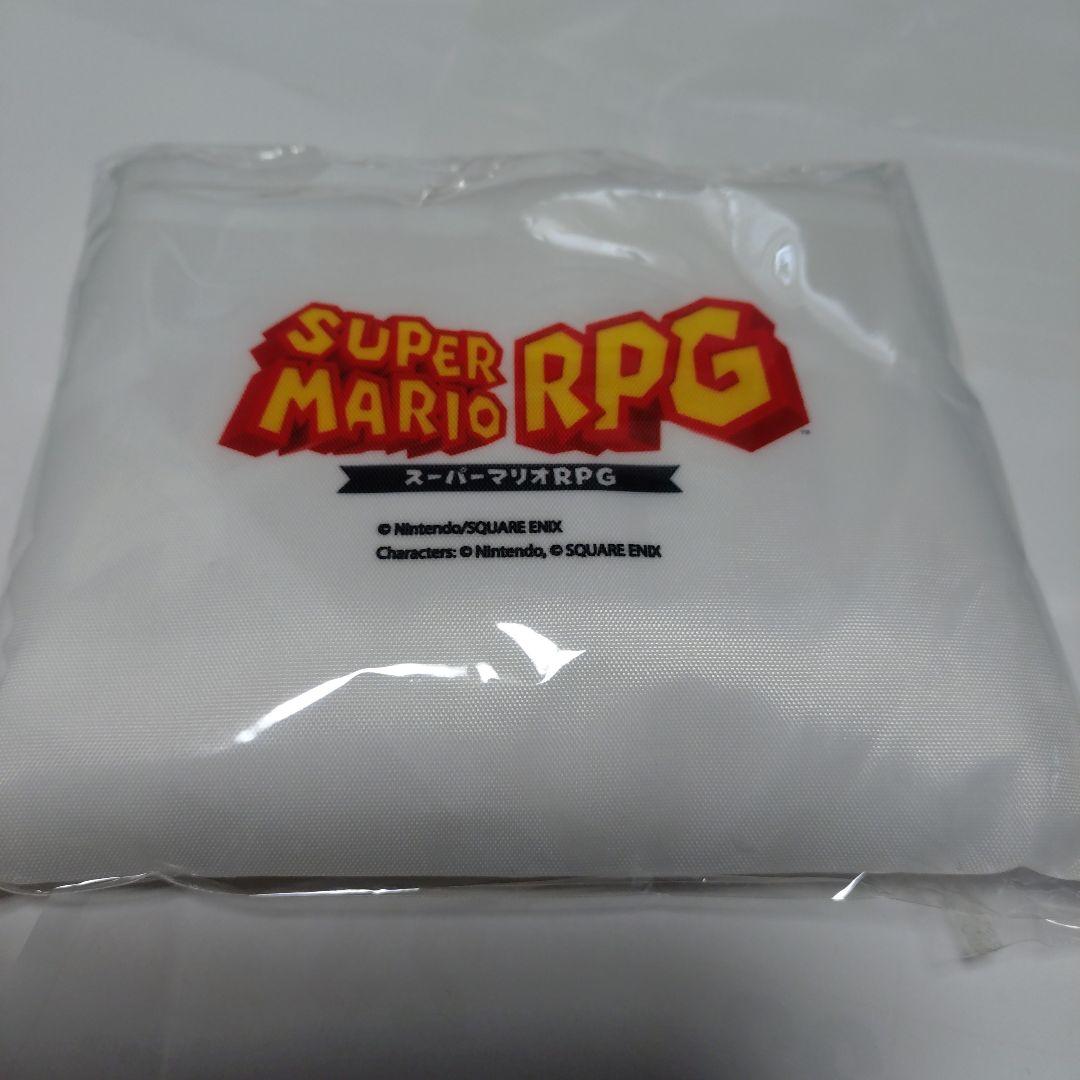 SUPER
MARIO RPG
スーパーマリオRPG
© Nintendo/SQUARE ENIX
Characters: © Nintendo, © SQUARE ENIX